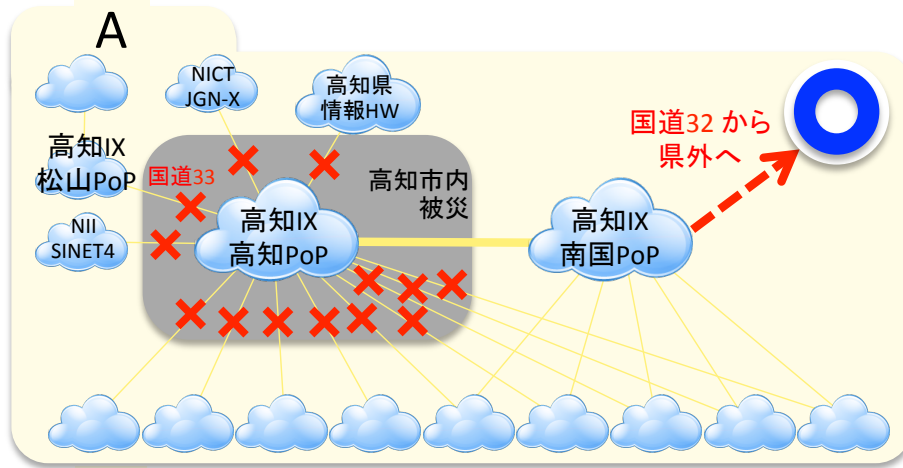 A
NICT
JGN-X
高知県
情報HW
国道32 から
県外へ
高知IX
松山PoP
国道33
高知市内
被災
NII
SINET4
高知IX
高知PoP
高知IX
南国PoP